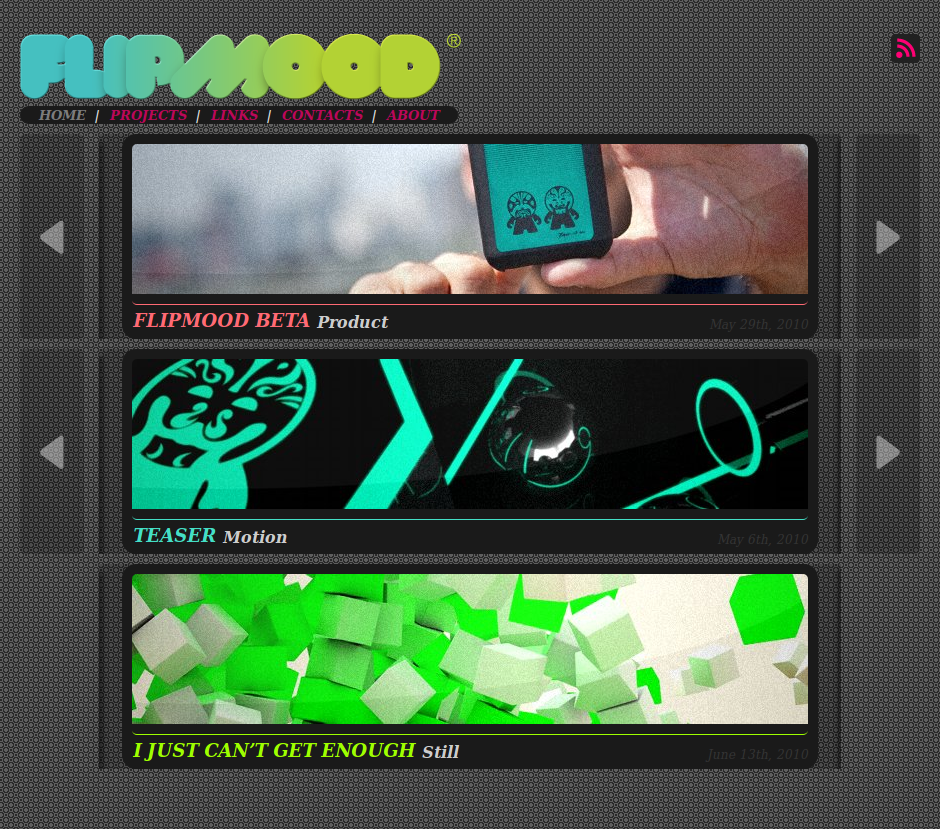 FLIPMOOD ®
HOME | PROJECTS | LINKS | CONTACTS | ABOUT
FLIPMOOD BETA Product May 29th, 2010
TEASER Motion May 6th, 2010
I JUST CAN'T GET ENOUGH Still June 13th, 2010